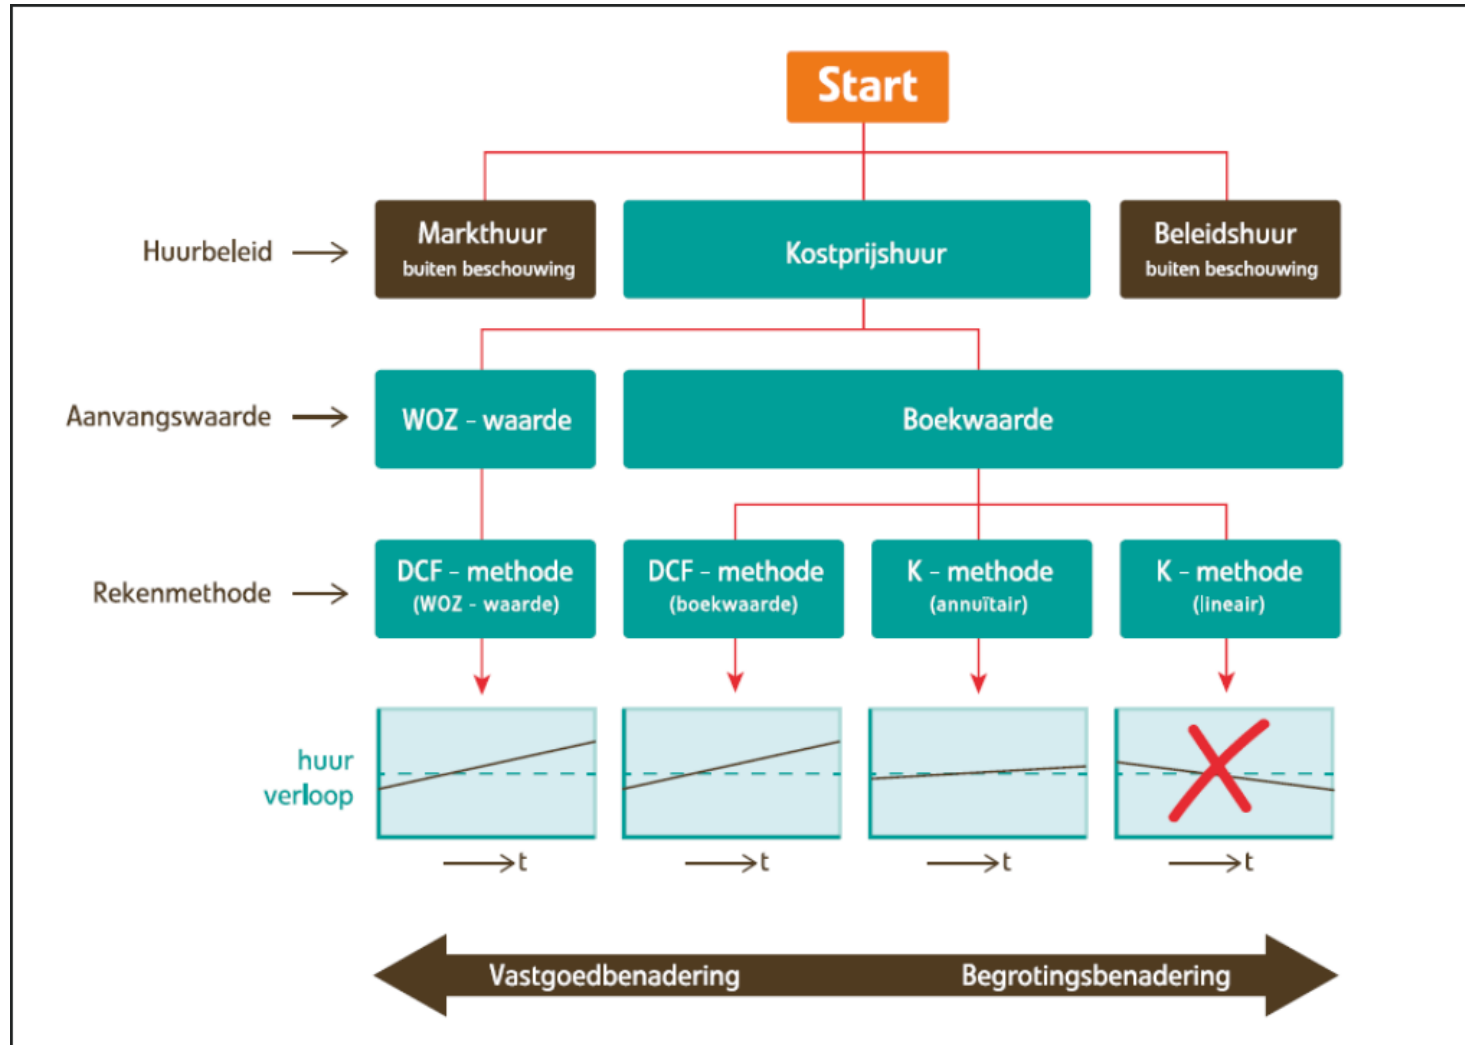 Start
Huurbeleid
Markthuur
buiten beschouwing
Kostprijshuur
Beleidshuur
buiten beschouwing
Aanvangswaarde
WOZ - waarde
Boekwaarde
Rekenmethode
DCF - methode
(WOZ - waarde)
DCF - methode
(boekwaarde)
K - methode
(annuïtair)
K - methode
(lineair)
huur
verloop
t
t
t
t
Vastgoedbenadering
Begrotingsbenadering